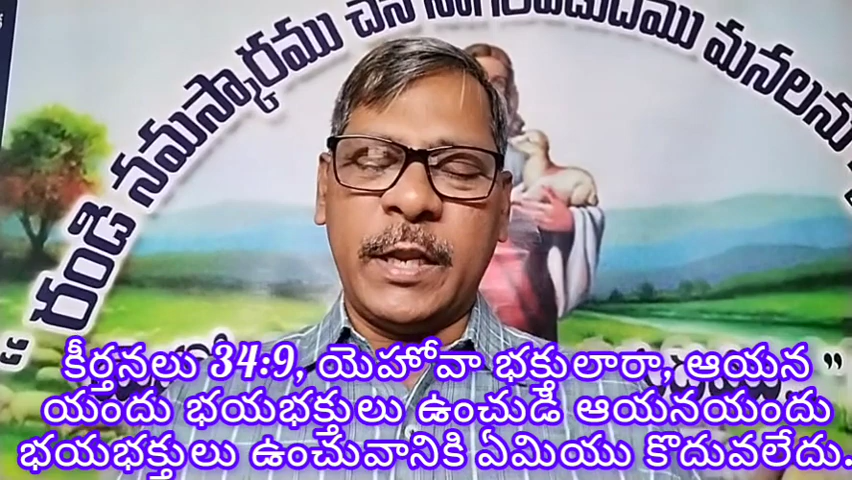 “ రండి నమస్కారము చేసి సాగిలపడుదము మనలను
కీర్తనలు 34:9, యెహోవా భక్తులారా, ఆయన
యందు భయభక్తులు ఉంచుడి ఆయనయందు
భయభక్తులు ఉంచువానికి ఏమియు కొదువలేదు.